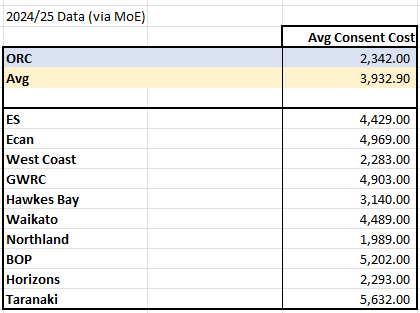 2024/25 Data (via MoE)
Avg Consent Cost
ORC 2,342.00
Avg 3,932.90
ES 4,429.00
Ecan 4,969.00
West Coast 2,283.00
GWRC 4,903.00
Hawkes Bay 3,140.00
Waikato 4,489.00
Northland 1,989.00
BOP 5,202.00
Horizons 2,293.00
Taranaki 5,632.00